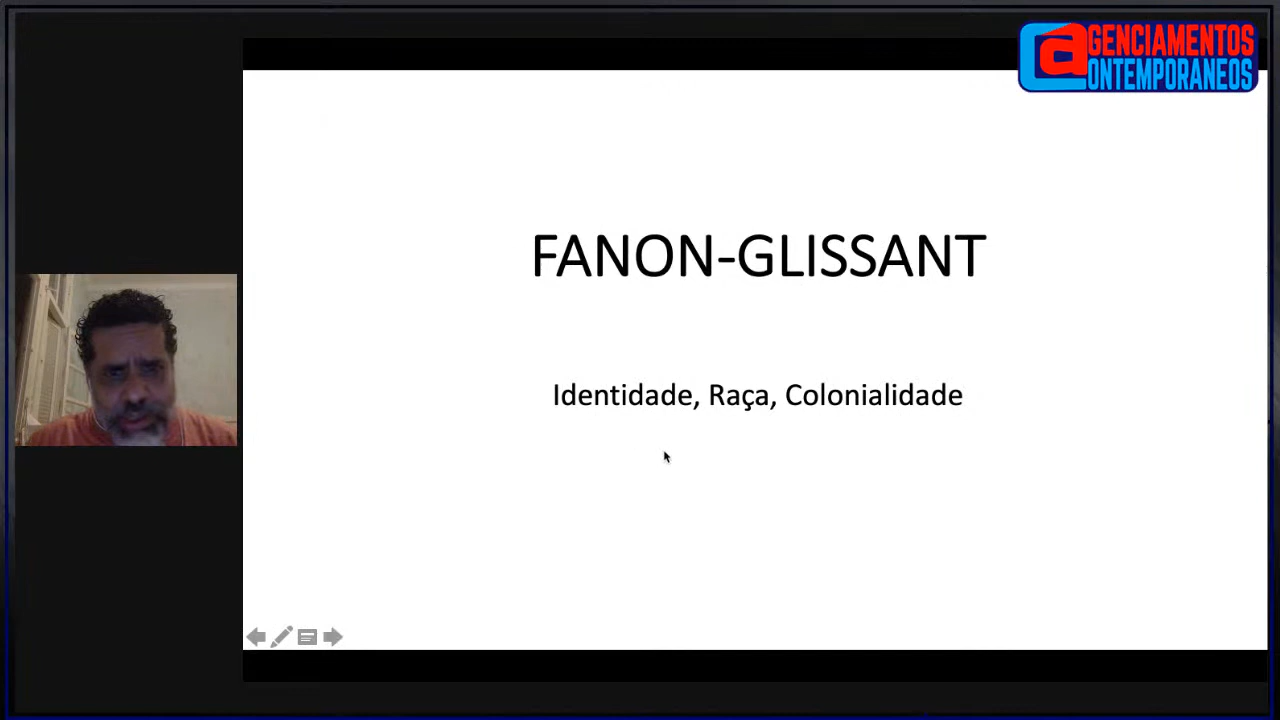 AGENCIAMENTOS
CONTEMPORANEOS
FANON-GLISSANT
Identidade, Raça, Colonialidade